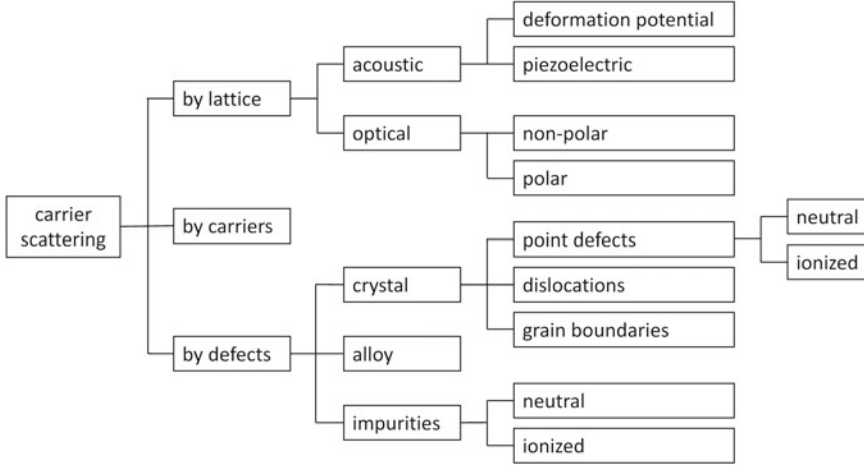 deformation potential
acoustic
piezoelectric
by lattice
optical
non-polar
polar
carrier
scattering
by carriers
point defects
neutral
ionized
crystal
dislocations
grain boundaries
by defects
alloy
impurities
neutral
ionized